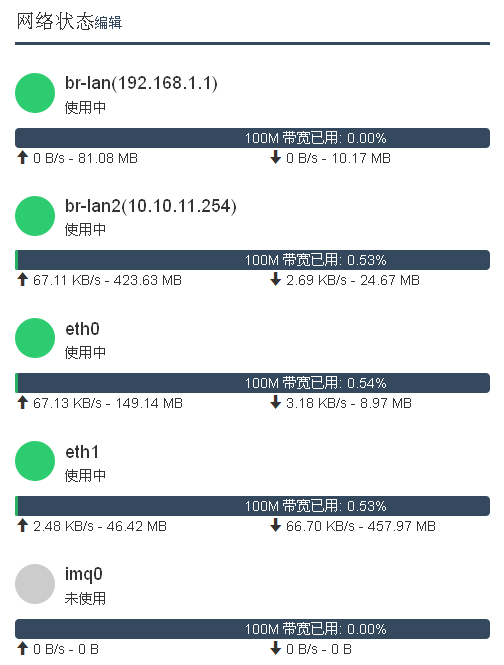 网络状态编辑
br-lan(192.168.1.1)
使用中
100M 带宽已用: 0.00%
0 B/s - 81.08 MB 0 B/s - 10.17 MB
br-lan2(10.10.11.254)
使用中
100M 带宽已用: 0.53%
67.11 KB/s - 423.63 MB 2.69 KB/s - 24.67 MB
eth0
使用中
100M 带宽已用: 0.54%
67.13 KB/s - 149.14 MB 3.18 KB/s - 8.97 MB
eth1
使用中
100M 带宽已用: 0.53%
2.48 KB/s - 46.42 MB 66.70 KB/s - 457.97 MB
imq0
未使用
100M 带宽已用: 0.00%
0 B/s - 0 B 0 B/s - 0 B